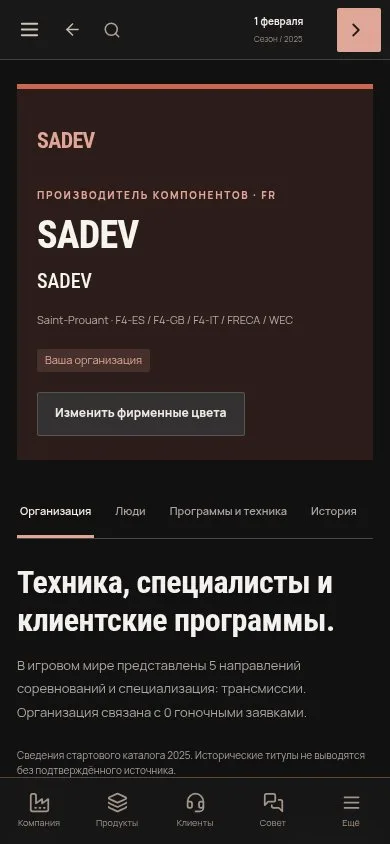 1 февраля
Сезон / 2025
SADEV
ПРОИЗВОДИТЕЛЬ КОМПОНЕНТОВ · FR
SADEV
SADEV
Saint-Prouant · F4-ES / F4-GB / F4-IT / FRECA / WEC
Ваша организация
Изменить фирменные цвета
Организация Люди Программы и техника История
Техника, специалисты и
клиентские программы.
В игровом мире представлены 5 направлений
соревнований и специализация: трансмиссии.
Организация связана с 0 гоночными заявками.
Сведения стартового каталога 2025. Исторические титулы не выводятся
без подтверждённого источника.
Компания Продукты Клиенты Совет Ещё